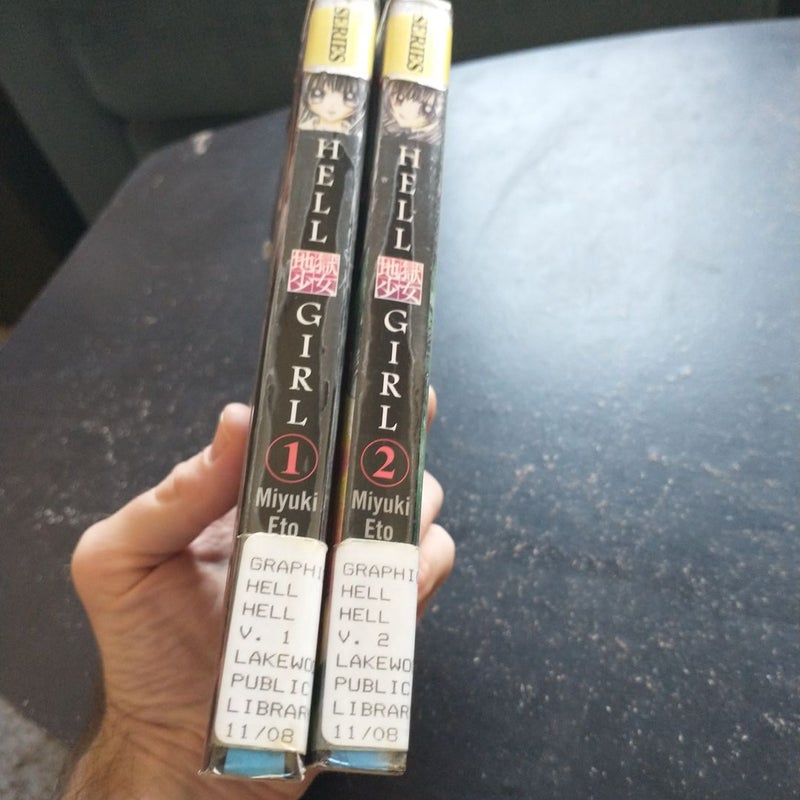 SERIES
HELL
地獄
少女
GIRL
1
Miyuki
Eto
GRAPHI
HELL
HELL
V. 1
LAKEWO
PUBLIC
LIBRAR
11/08
SERIES
HELL
地獄
少女
GIRL
2
Miyuki
Eto
GRAPHI
HELL
HELL
V. 2
LAKEWO
PUBLIC
LIBRAR
11/08